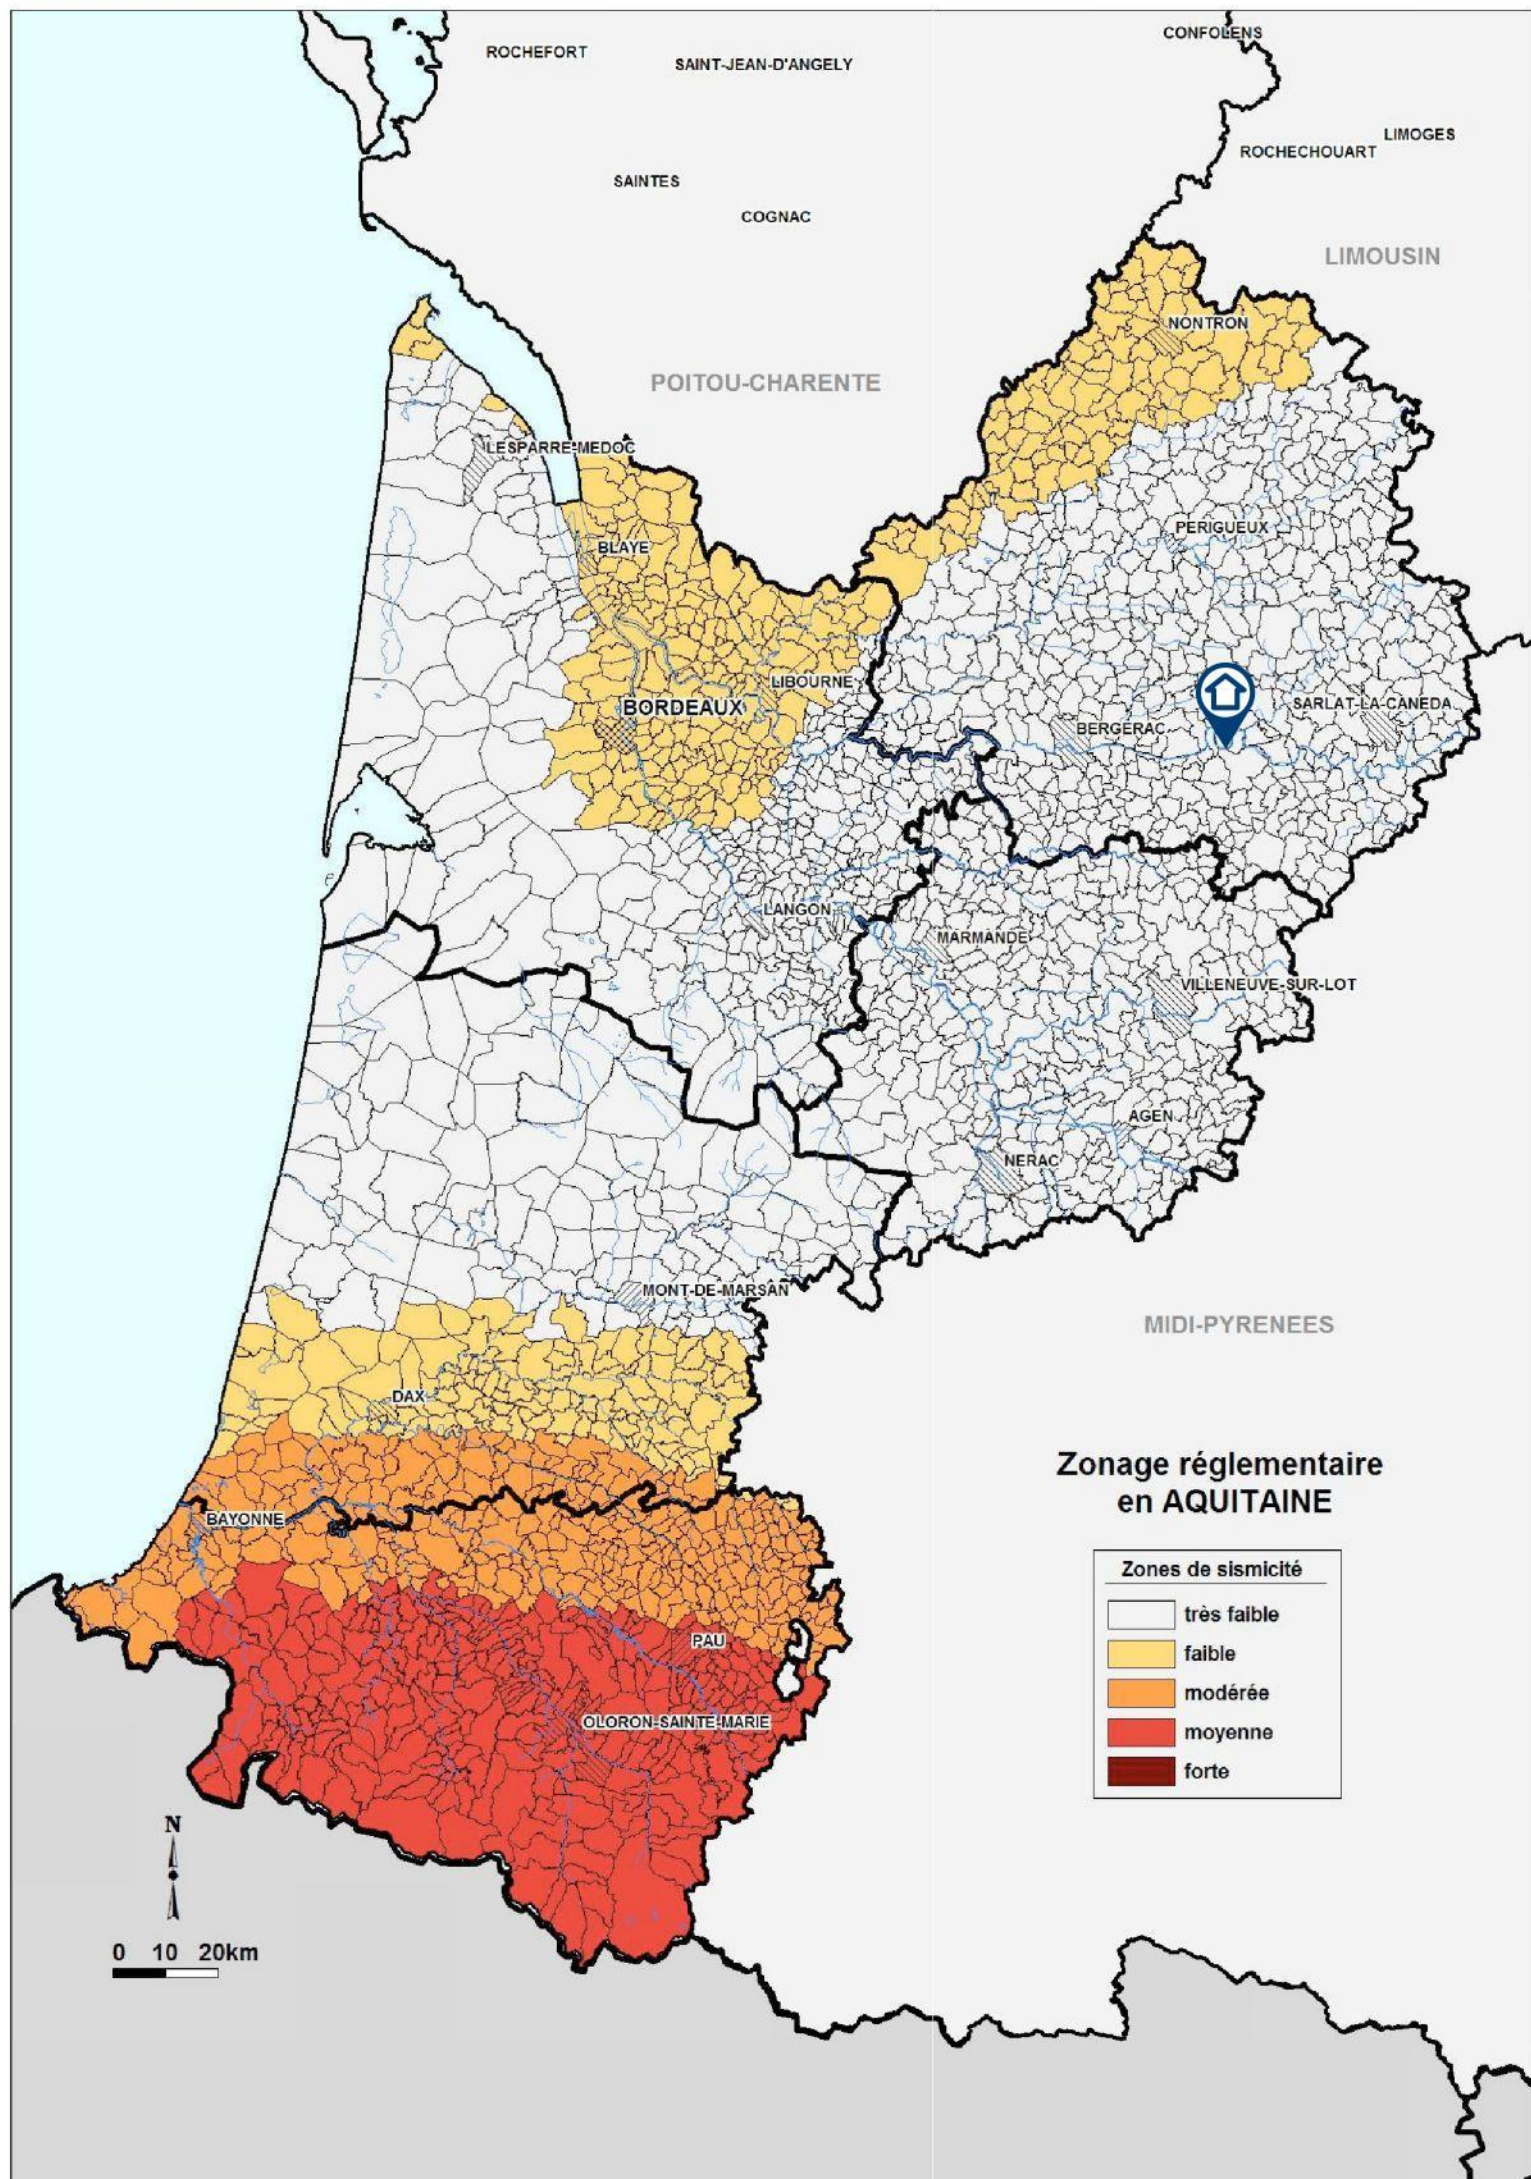 CONFOLENS
ROCHEFORT
SAINT-JEAN-D'ANGELY
LIMOGES
ROCHECHOUART
SAINTES
COGNAC
LIMOUSIN
NONTRON
POITOU-CHARENTE
LESPARRE-MEDOC
PERIGUEUX
BLAYE
LIBOURNE
BORDEAUX
SARLAT-LA-CANEDA
BERGERAC
LANGON
MARMANDE
VILLENEUVE-SUR-LOT
AGEN
NERAC
MONT-DE-MARSAN
MIDI-PYRENEES
DAX
Zonage réglementaire
en AQUITAINE
BAYONNE
Zones de sismicité
très faible
faible
modérée
moyenne
forte
PAU
OLORON-SAINTE-MARIE
N
0 10 20km